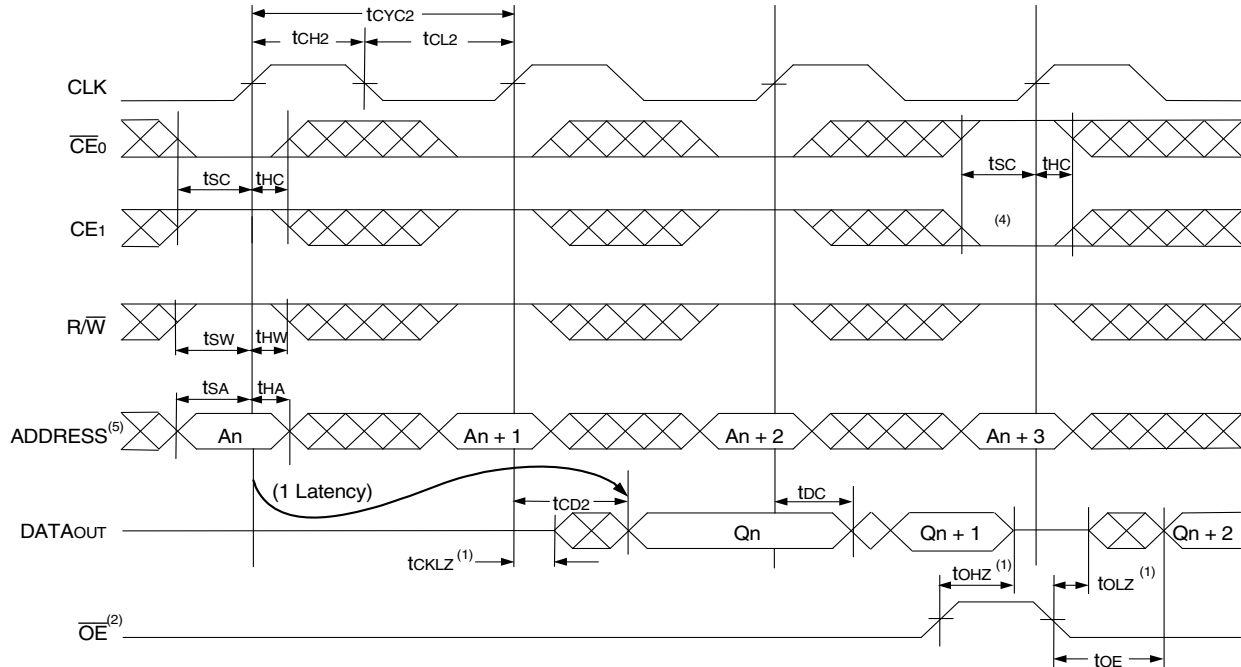 tCYC2
tCH2 tCL2
CLK
CE0
tSC tHC tSC tHC
CE1 (4)
R/W
tSW tHW
tSA tHA
ADDRESS(5) An An + 1 An + 2 An + 3
(1 Latency) tCD2 tDC
DATAOUT Qn Qn + 1 Qn + 2
tCKLZ (1) tOHZ (1) tOLZ (1)
OE(2)
tOE